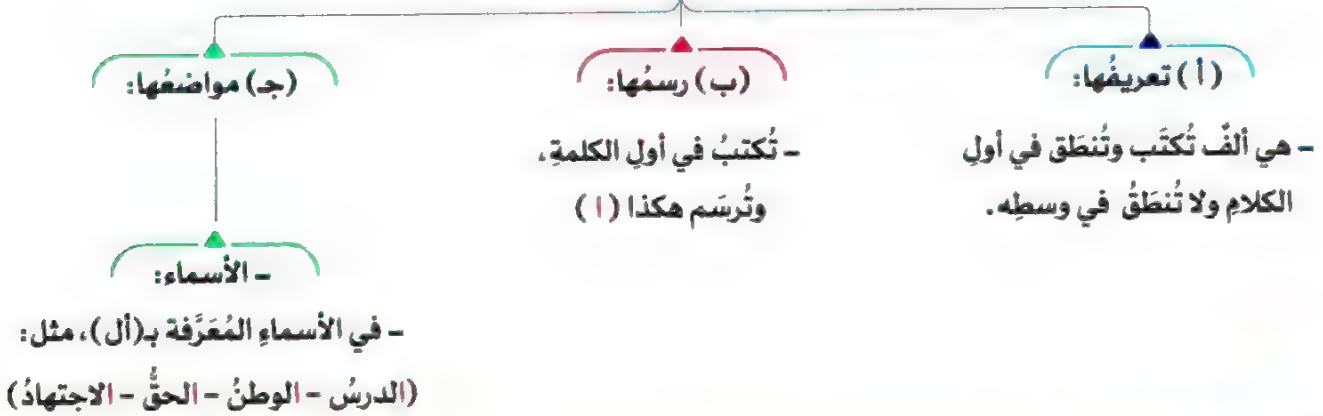 (أ) تعريفُها:
- هي ألفٌ تُكتَب وتُنطَق في أولِ
الكلامِ ولا تُنطَقُ في وسطِه.
(ب) رسمُها:
- تُكتبُ في أولِ الكلمةِ،
وتُرسَم هكذا (ا)
(جـ) مواضعُها:
- الأسماء:
- في الأسماءِ المُعَرَّفة بـ(أل)، مثل:
(الدرسُ - الوطنُ - الحقُّ - الاجتهادُ)